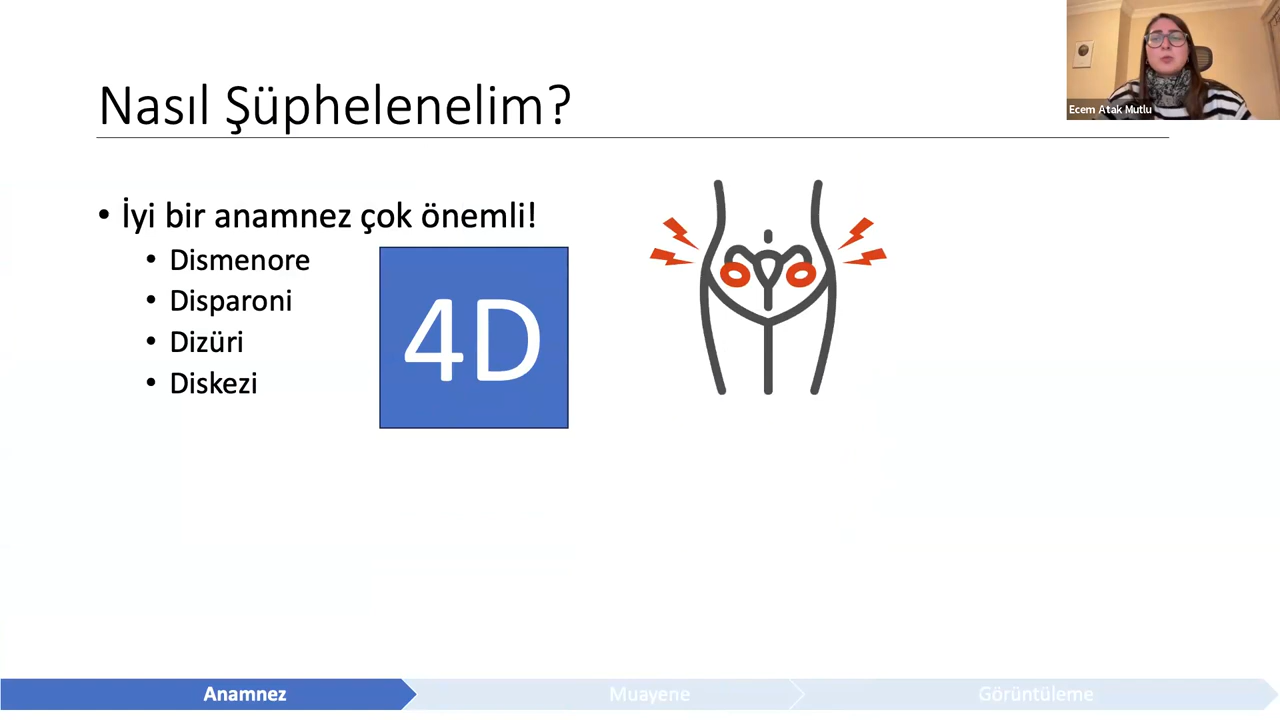 Nasıl Şüphelenelim?
Ecem Atak Mutlu
• İyi bir anamnez çok önemli!
• Dismenore
• Disparoni
• Dizüri
• Diskezi
4D
Anamnez
Muayene
Görüntüleme